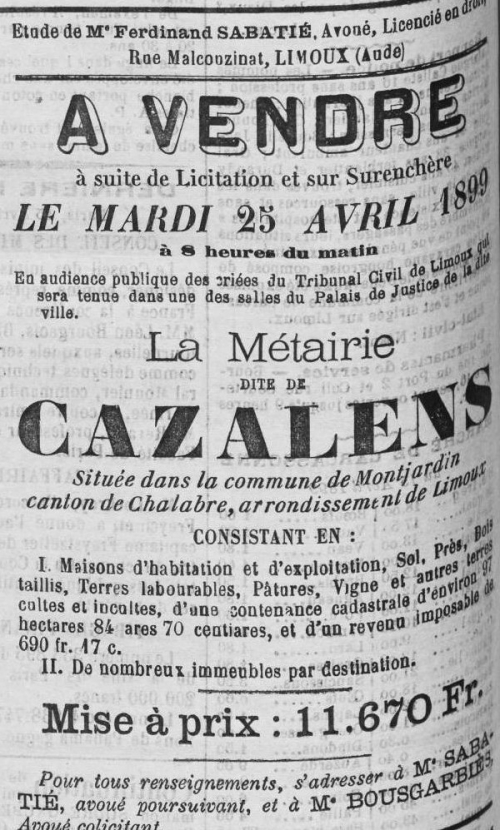 Etude de Me Ferdinand SABATIÉ, Avoué, Licencié en droit,
Rue Malcouzinat, LIMOUX (Aude)
A VENDRE
à suite de Licitation et sur Surenchère
LE MARDI 25 AVRIL 1899
à 8 heures du matin
En audience publique des criées du Tribunal Civil de Limoux qui
sera tenue dans une des salles du Palais de Justice de la dite
ville.
La Métairie
DITE DE
CAZALENS
Située dans la commune de Montjardin
canton de Chalabre, arrondissement de Limoux
CONSISTANT EN :
I. Maisons d'habitation et d'exploitation, Sol, Près, Bois
taillis, Terres labourables, Pâtures, Vigne et autres terres
cultes et incultes, d'une contenance cadastrale d'environ 97
hectares 84 ares 70 centiares, et d'un revenu imposable de
690 fr. 47 c.
II. De nombreux immeubles par destination.
Mise à prix : 11.670 Fr.
Pour tous renseignements, s'adresser à Me SABA-
TIÉ, avoué poursuivant, et à Me BOUSGARBIÈS,
Avoué colicitant